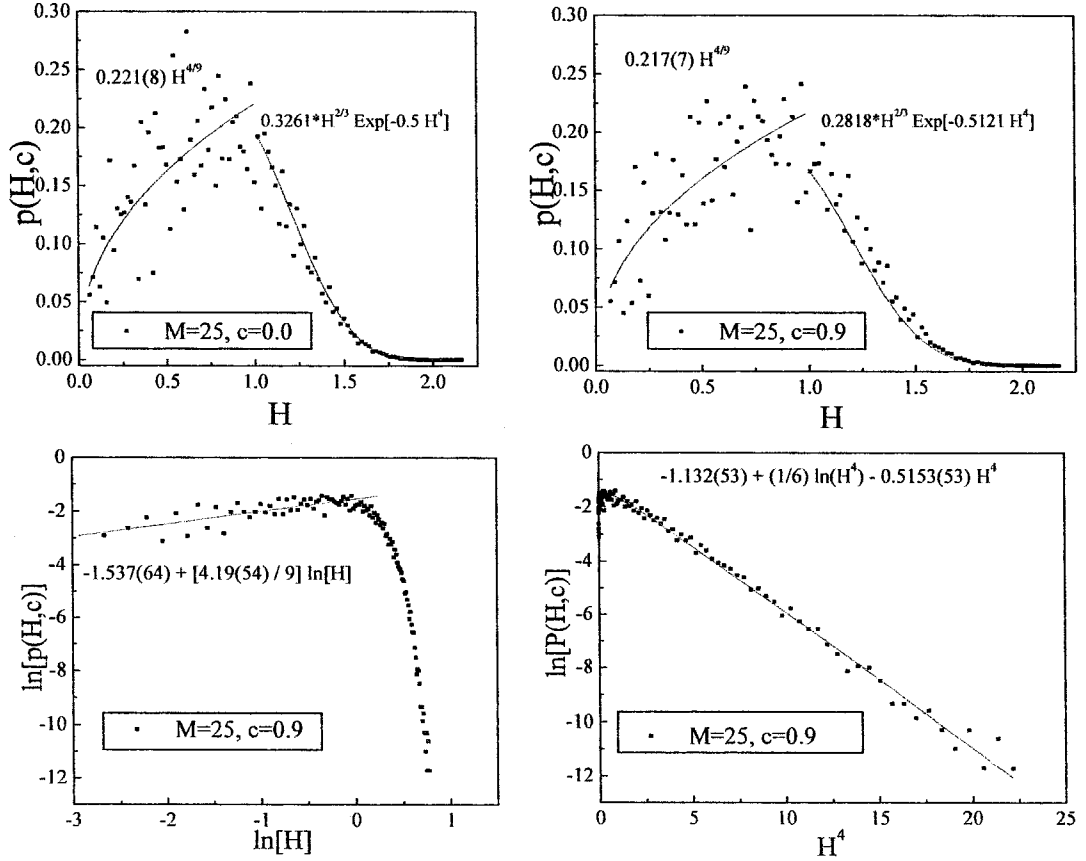 0.30
0.25
0.20
0.15
0.10
0.05
0.00
p(H,c)
0.221(8) H^4/9
0.3261*H^2/3 Exp[-0.5 H^4]
M=25, c=0.0
0.0 0.5 1.0 1.5 2.0
H
0.30
0.25
0.20
0.15
0.10
0.05
0.00
p(H,c)
0.217(7) H^4/9
0.2818*H^2/3 Exp[-0.5121 H^4]
M=25, c=0.9
0.0 0.5 1.0 1.5 2.0
H
0
-2
-4
-6
-8
-10
-12
ln[p(H,c)]
-1.537(64) + [4.19(54) / 9] ln[H]
M=25, c=0.9
-3 -2 -1 0 1
ln[H]
0
-2
-4
-6
-8
-10
-12
ln[P(H,c)]
-1.132(53) + (1/6) ln(H^4) - 0.5153(53) H^4
M=25, c=0.9
0 5 10 15 20 25
H^4